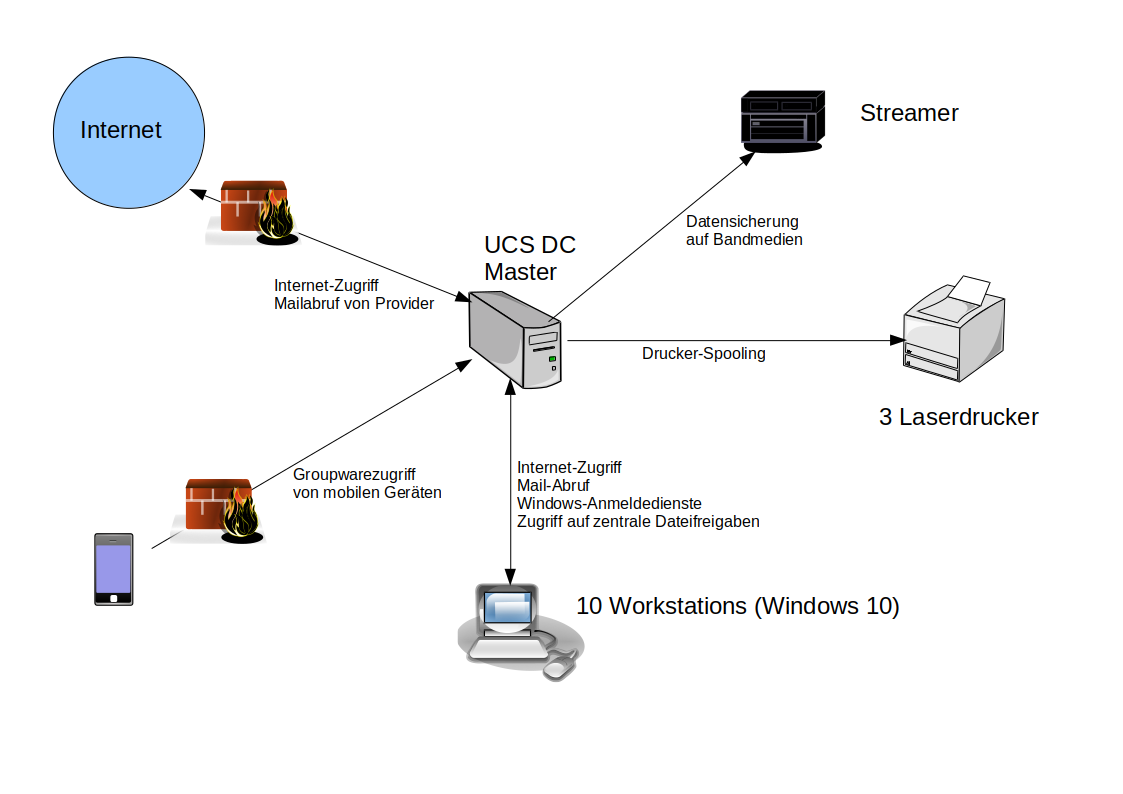 Internet
Streamer
Datensicherung
auf Bandmedien
UCS DC
Master
Internet-Zugriff
Mailabruf von Provider
Drucker-Spooling
3 Laserdrucker
Groupwarezugriff
von mobilen Geräten
Internet-Zugriff
Mail-Abruf
Windows-Anmeldedienste
Zugriff auf zentrale Dateifreigaben
10 Workstations (Windows 10)